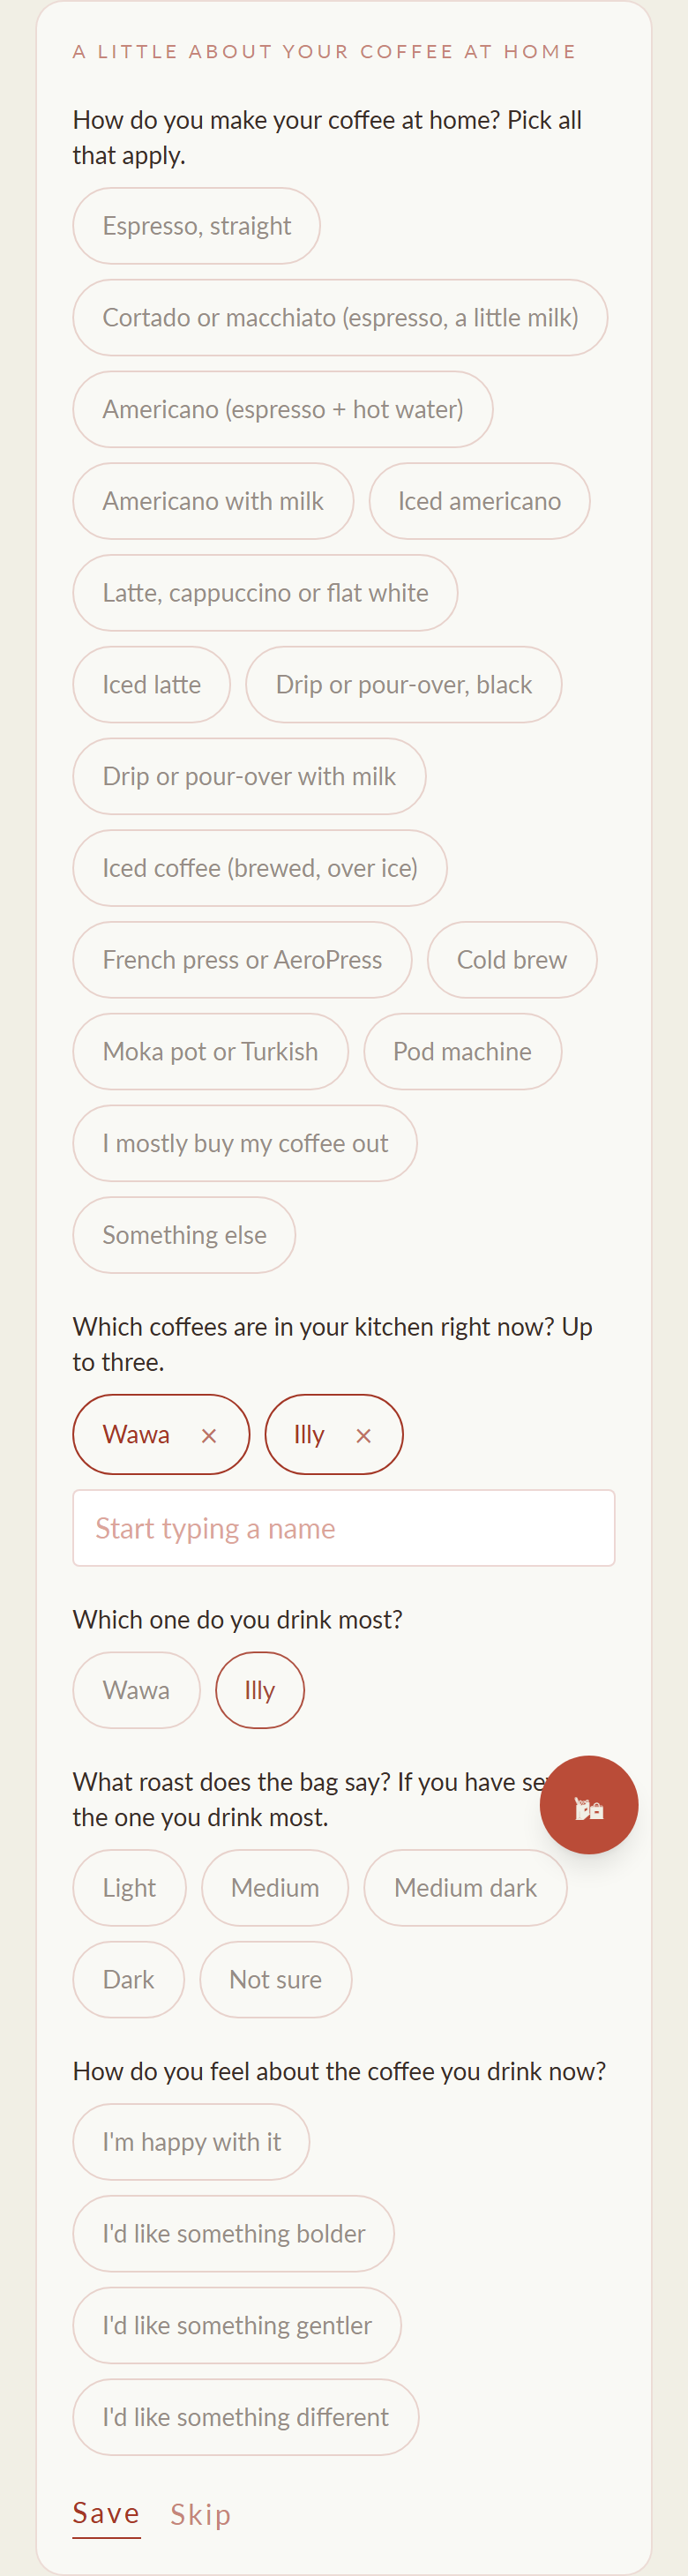 A LITTLE ABOUT YOUR COFFEE AT HOME
How do you make your coffee at home? Pick all
that apply.
Espresso, straight
Cortado or macchiato (espresso, a little milk)
Americano (espresso + hot water)
Americano with milk
Iced americano
Latte, cappuccino or flat white
Iced latte
Drip or pour-over, black
Drip or pour-over with milk
Iced coffee (brewed, over ice)
French press or AeroPress
Cold brew
Moka pot or Turkish
Pod machine
I mostly buy my coffee out
Something else
Which coffees are in your kitchen right now? Up
to three.
Wawa ×
Illy ×
Start typing a name
Which one do you drink most?
Wawa
Illy
What roast does the bag say? If you have
the one you drink most.
Light
Medium
Medium dark
Dark
Not sure
How do you feel about the coffee you drink now?
I'm happy with it
I'd like something bolder
I'd like something gentler
I'd like something different
Save
Skip